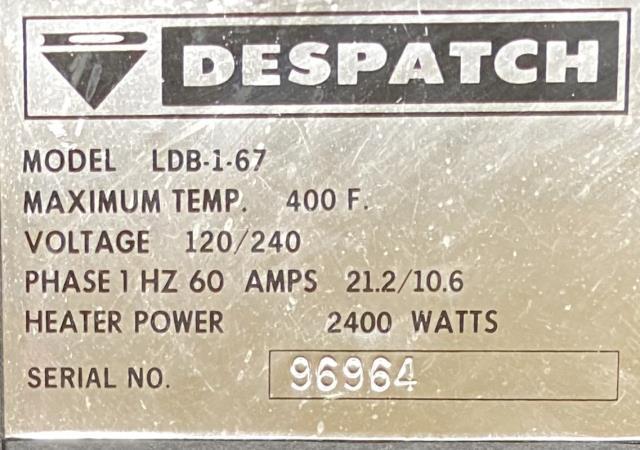 DESPATCH
MODEL LDB-1-67
MAXIMUM TEMP. 400 F.
VOLTAGE 120/240
PHASE 1 HZ 60 AMPS 21.2/10.6
HEATER POWER 2400 WATTS
SERIAL NO. 96964